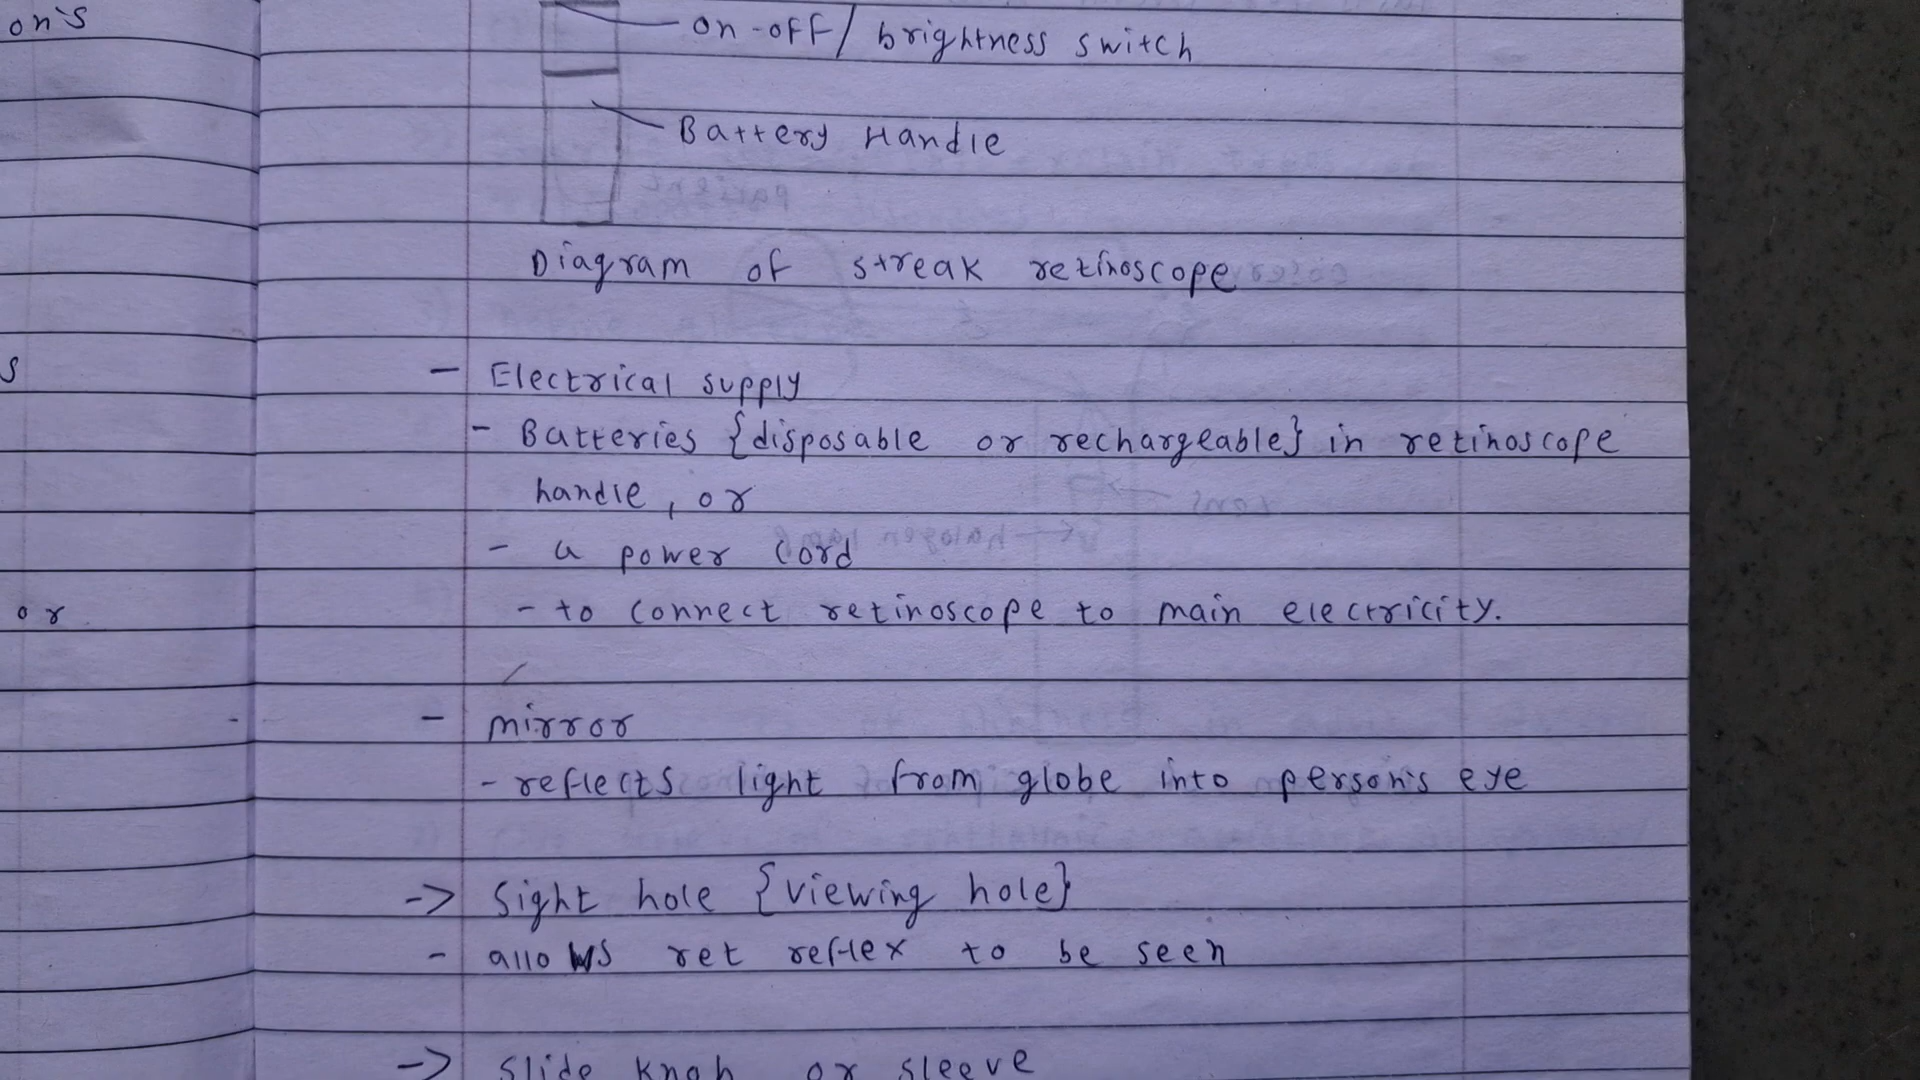 on's
on-off/ brightness switch
Battery Handle
Diagram of streak retinoscope
s
- Electrical supply
- Batteries {disposable or rechargeable} in retinoscope
handle, or
- a power cord
or
- to connect retinoscope to main electricity.
- mirror
- reflects light from globe into person's eye
-> Sight hole {viewing hole}
- allows ret reflex to be seen
-> Slide knob or sleeve